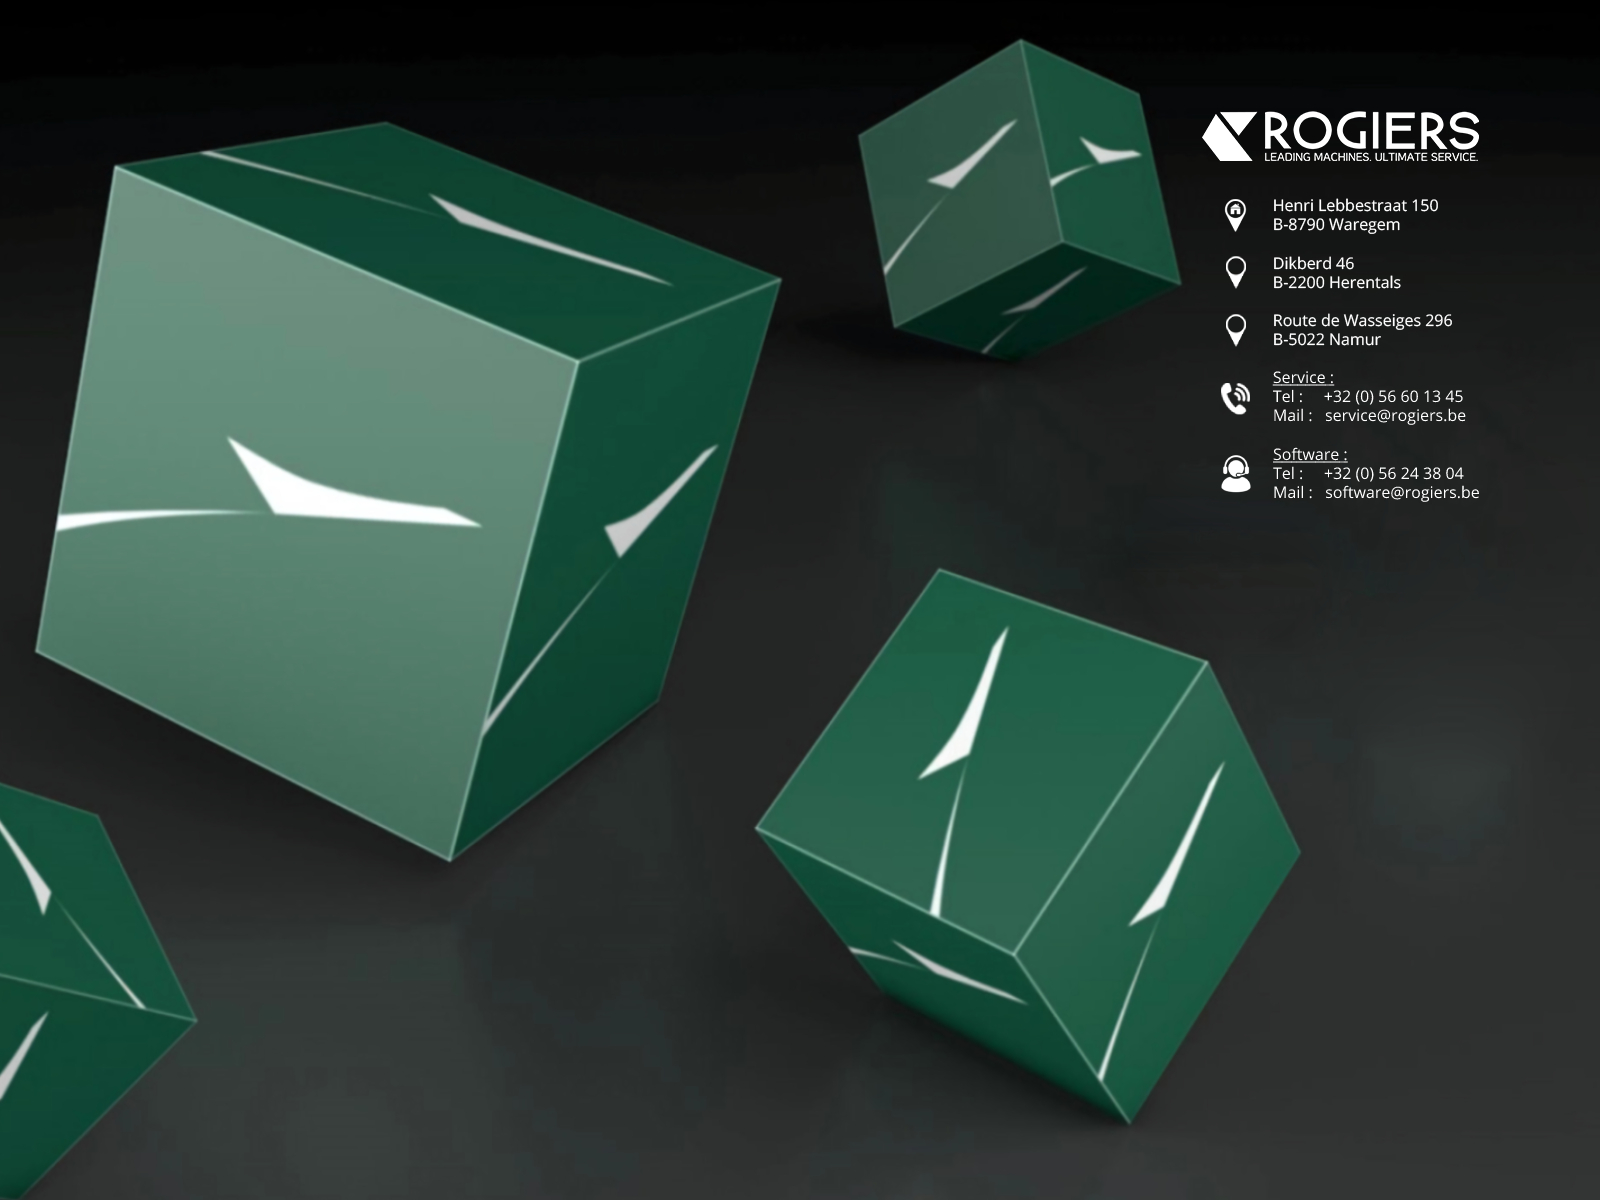 ROGIERS
LEADING MACHINES. ULTIMATE SERVICE.
Henri Lebbestraat 150
B-8790 Waregem
Dikberd 46
B-2200 Herentals
Route de Wasseiges 296
B-5022 Namur
Service :
Tel : +32 (0) 56 60 13 45
Mail : service@rogiers.be
Software :
Tel : +32 (0) 56 24 38 04
Mail : software@rogiers.be